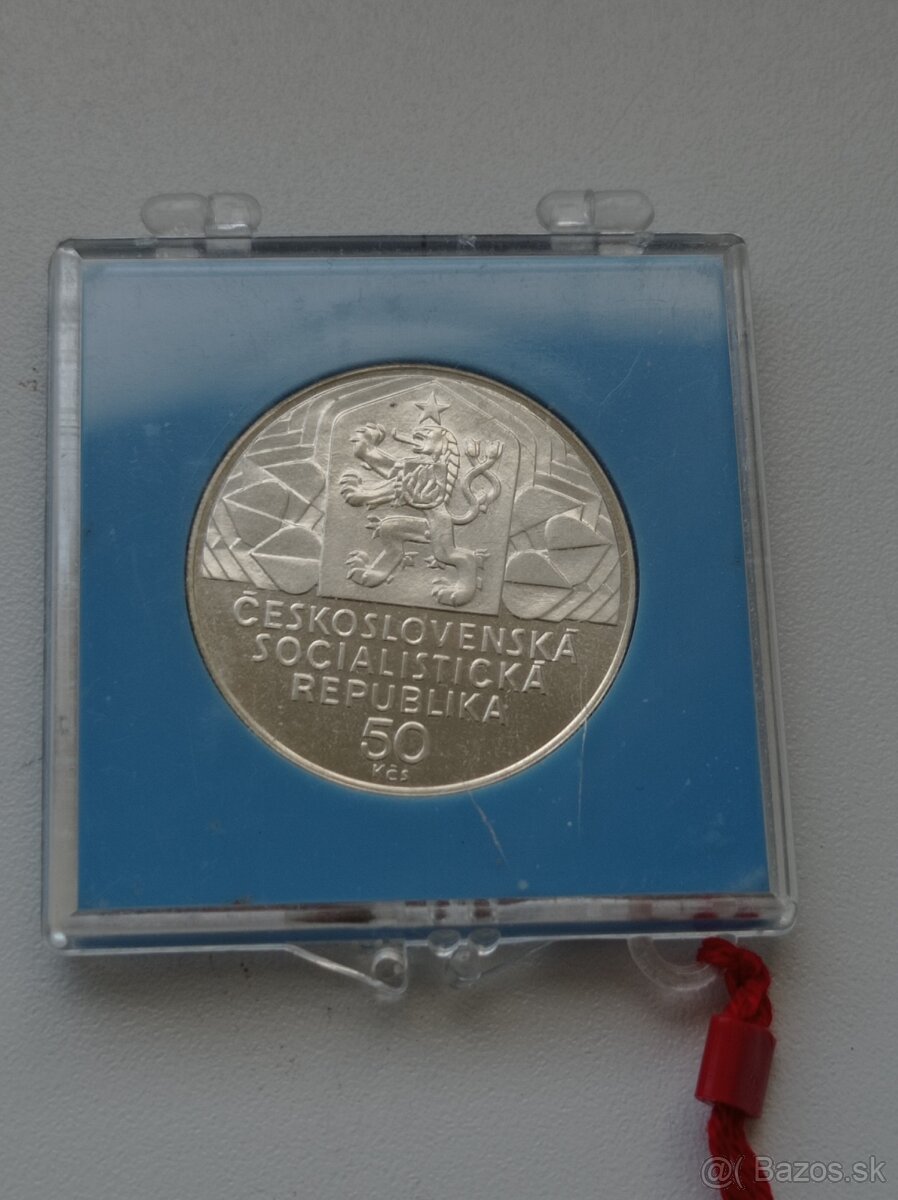 ČESKOSLOVENSKÁ
SOCIALISTICKÁ
REPUBLIKA
50
Kčs
@( Bazos.sk